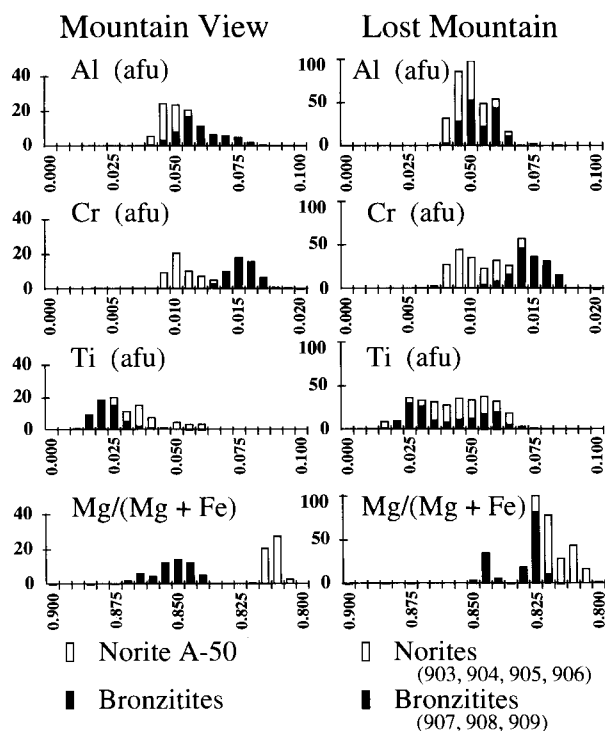 Mountain View Lost Mountain
Al (afu) Al (afu)
40 100
20 50
0 0
0.000 0.025 0.050 0.075 0.100 0.000 0.025 0.050 0.075 0.100
Cr (afu) Cr (afu)
40 100
20 50
0 0
0.000 0.005 0.010 0.015 0.020 0.000 0.005 0.010 0.015 0.020
Ti (afu) Ti (afu)
40 100
20 50
0 0
0.000 0.025 0.050 0.075 0.100 0.000 0.025 0.050 0.075 0.100
Mg/(Mg + Fe) Mg/(Mg + Fe)
40 100
20 50
0 0
0.900 0.875 0.850 0.825 0.800 0.900 0.875 0.850 0.825 0.800
Norite A-50 Norites
(903, 904, 905, 906)
Bronzitites Bronzitites
(907, 908, 909)